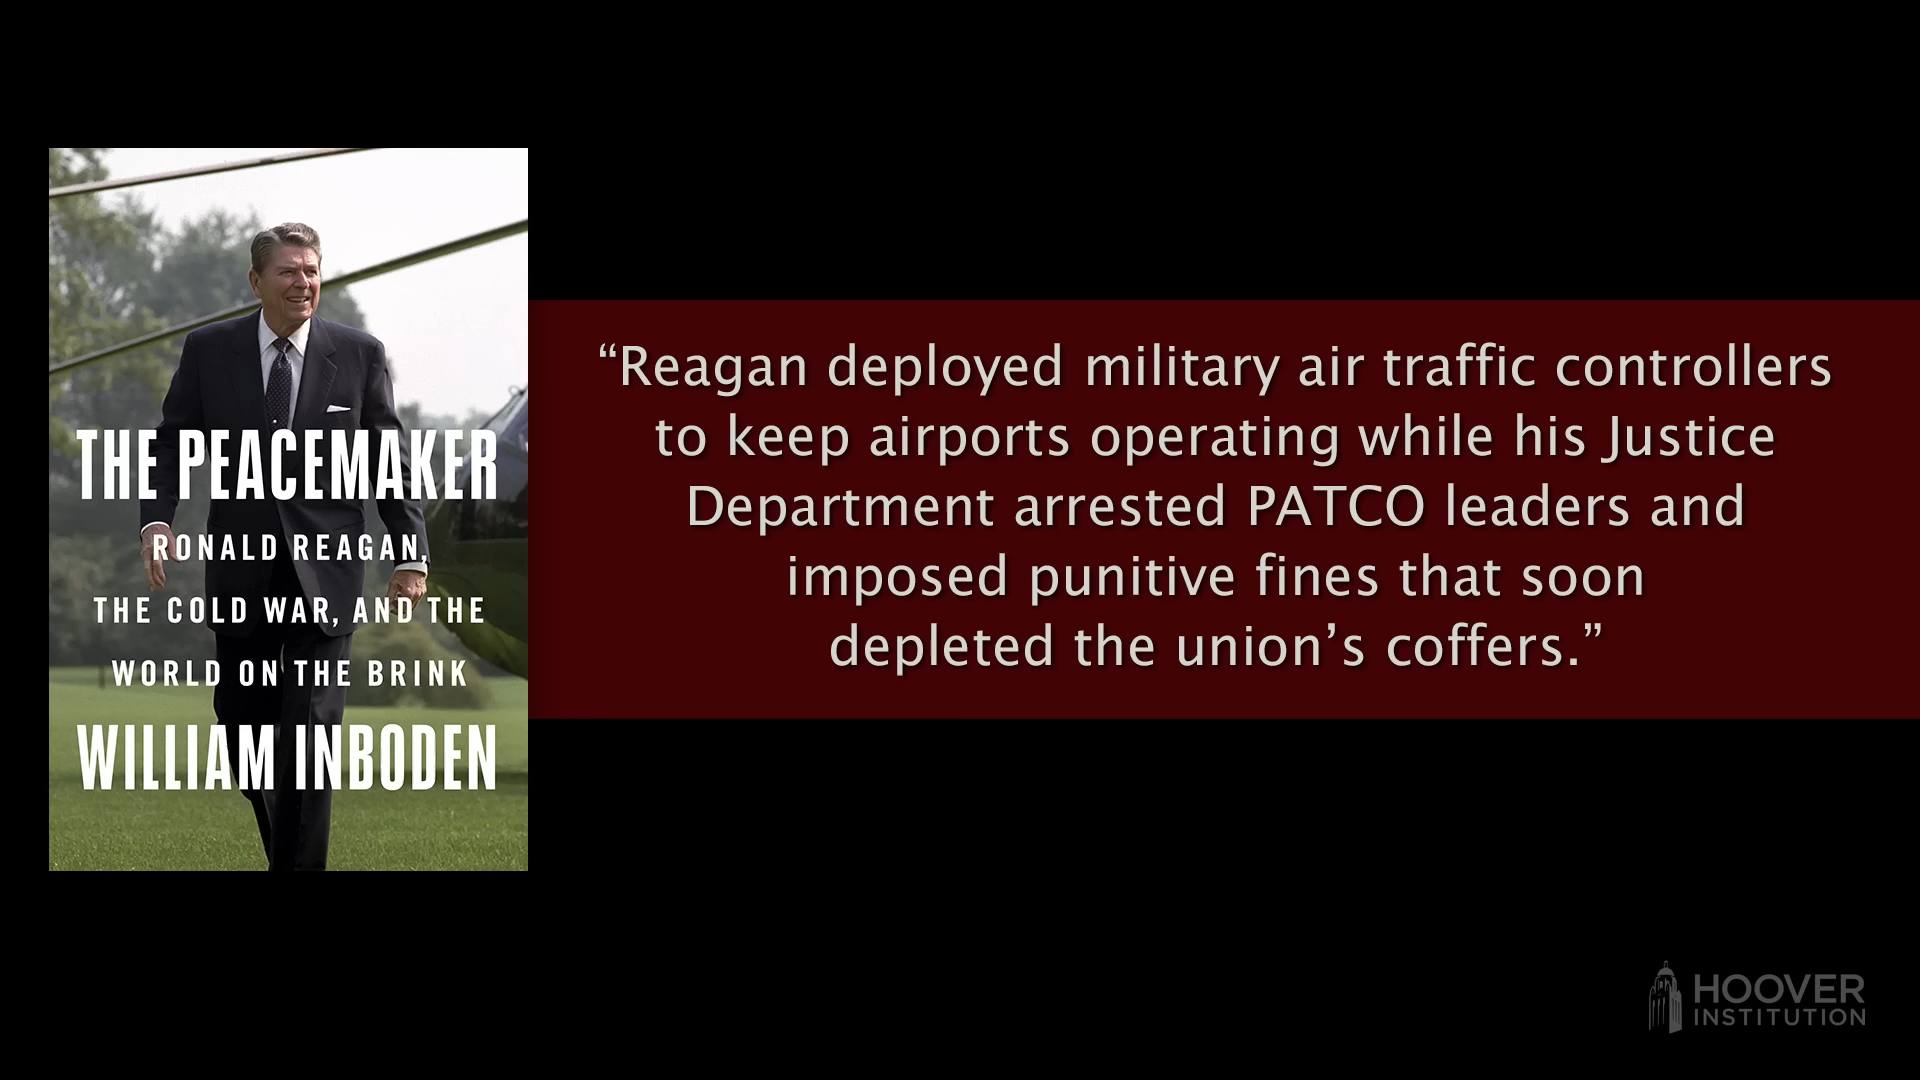 THE PEACEMAKER
RONALD REAGAN,
THE COLD WAR, AND THE
WORLD ON THE BRINK
WILLIAM INBODEN
“Reagan deployed military air traffic controllers
to keep airports operating while his Justice
Department arrested PATCO leaders and
imposed punitive fines that soon
depleted the union’s coffers.”
HOOVER
INSTITUTION